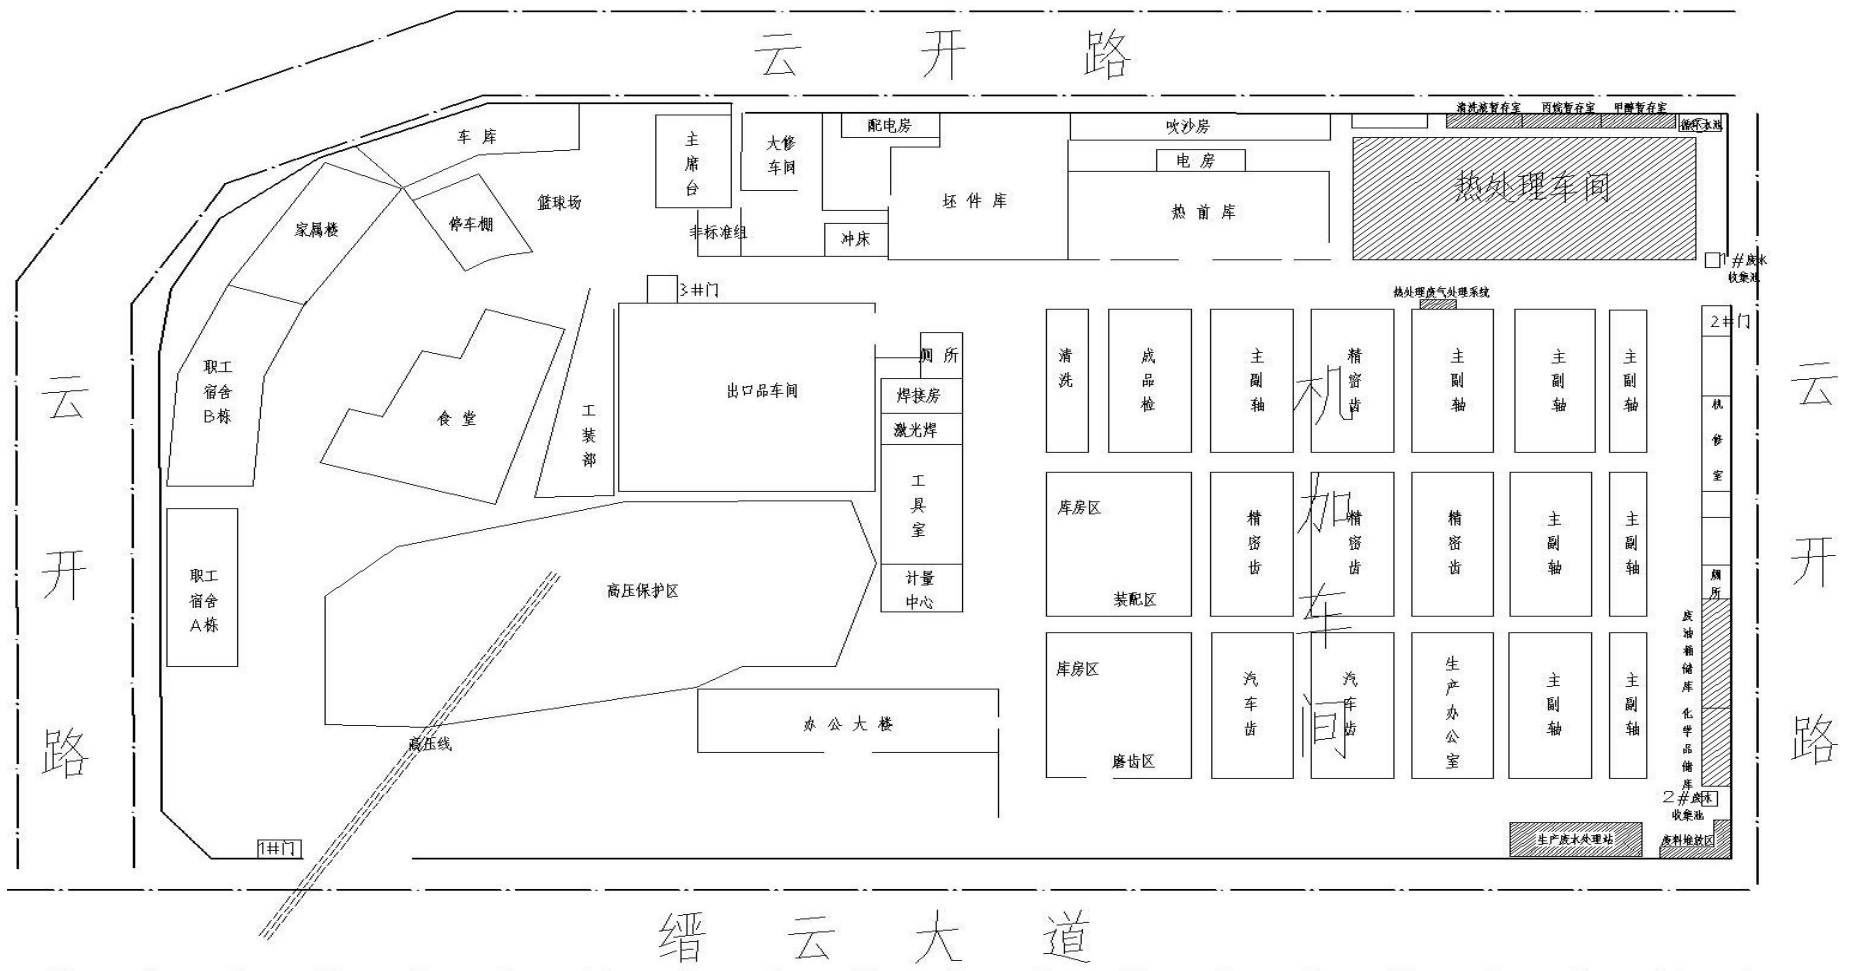 云开路
清洗液暂存室
丙烷暂存室
甲醇暂存室
循环水池
车库
主席台
大修车间
配电房
吹沙房
电房
热处理车间
家属楼
停车棚
篮球场
非标准组
冲床
坯件库
热前库
1#废水收集池
3#门
热处理废气处理系统
2#门
职工宿舍B栋
食堂
工装部
出口品车间
厕所
焊接房
激光焊
工具室
计量中心
清洗
成品检
主副轴
精密齿
主副轴
主副轴
主副轴
机修室
云开路
云开路
机加车间
库房区
装配区
精密齿
精密齿
精密齿
主副轴
主副轴
厕所
职工宿舍A栋
高压保护区
高压线
办公大楼
库房区
磨齿区
汽车齿
汽车齿
生产办公室
主副轴
主副轴
废油桶储库
化学品储库
2#废水收集池
1#门
生产废水处理站
废料堆放区
缙云大道